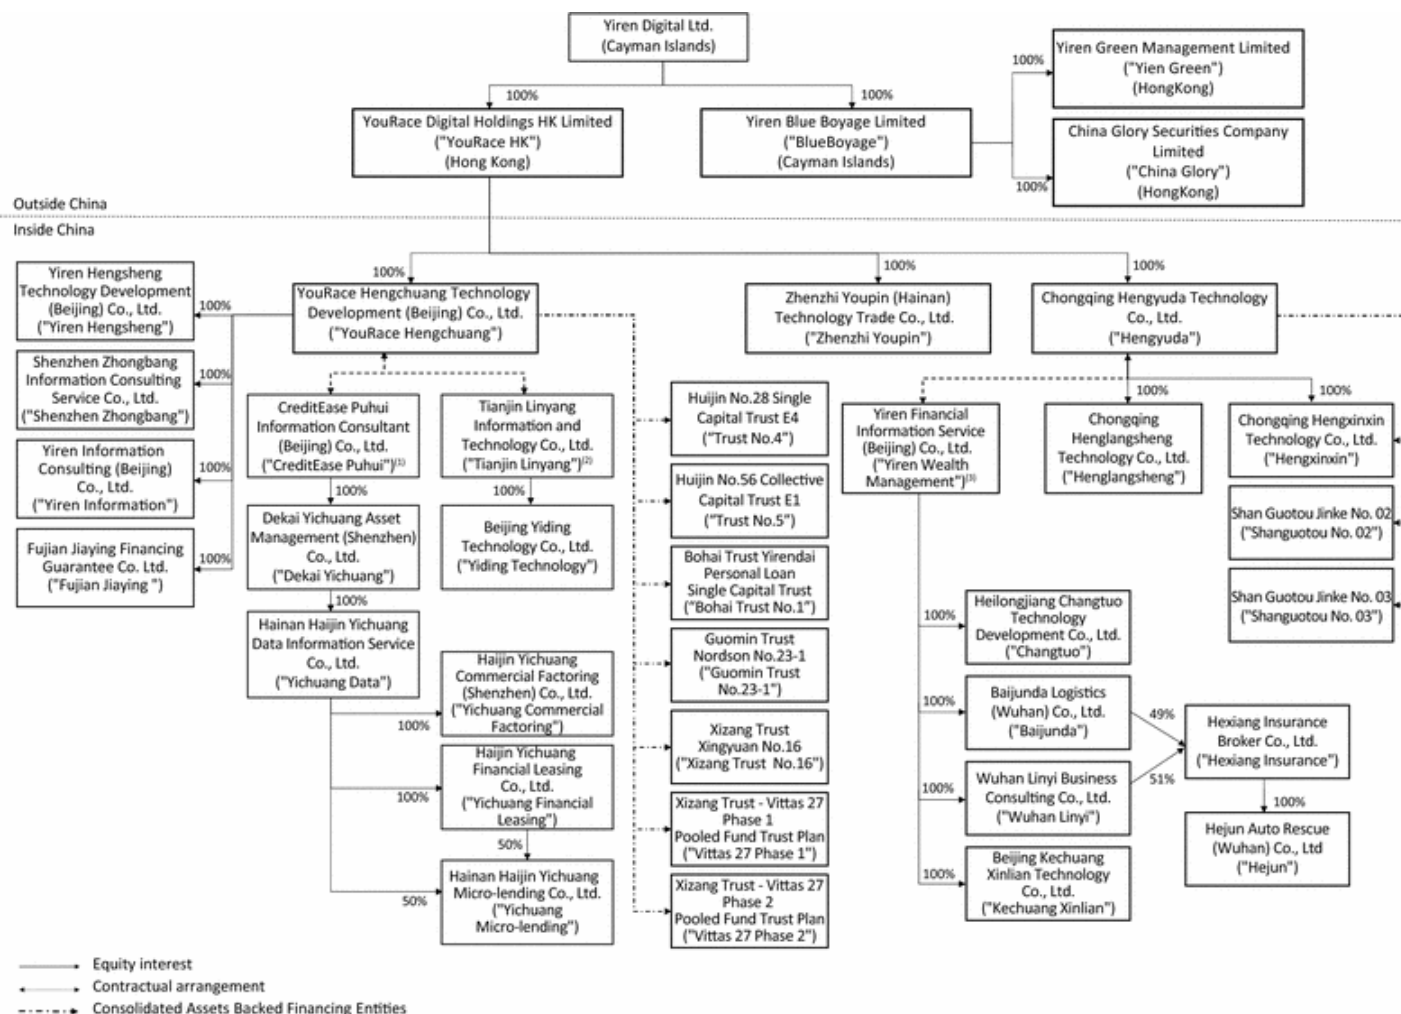 Yiren Digital Ltd.
(Cayman Islands)
100%
100%
YouRace Digital Holdings HK Limited
("YouRace HK")
(Hong Kong)
Yiren Blue Boyage Limited
("BlueBoyage")
(Cayman Islands)
100%
Yiren Green Management Limited
("Yien Green")
(HongKong)
100%
China Glory Securities Company
Limited
("China Glory")
(HongKong)
Outside China
Inside China
100%
100%
100%
Yiren Hengsheng
Technology Development
(Beijing) Co., Ltd.
("Yiren Hengsheng")
100%
YouRace Hengchuang Technology
Development (Beijing) Co., Ltd.
("YouRace Hengchuang")
Zhenzhi Youpin (Hainan)
Technology Trade Co., Ltd.
("Zhenzhi Youpin")
Chongqing Hengyuda Technology
Co., Ltd.
("Hengyuda")
Shenzhen Zhongbang
Information Consulting
Service Co., Ltd.
("Shenzhen Zhongbang")
100%
Yiren Information
Consulting (Beijing)
Co., Ltd.
("Yiren Information")
100%
Fujian Jiaying Financing
Guarantee Co. Ltd.
("Fujian Jiaying ")
100%
CreditEase Puhui
Information Consultant
(Beijing) Co., Ltd.
("CreditEase Puhui")(1)
Tianjin Linyang
Information and
Technology Co., Ltd.
("Tianjin Linyang")(2)
100%
100%
Dekai Yichuang Asset
Management (Shenzhen)
Co., Ltd.
("Dekai Yichuang")
Beijing Yiding
Technology Co., Ltd.
("Yiding Technology")
100%
Hainan Haijin Yichuang
Data Information Service
Co., Ltd.
("Yichuang Data")
100%
Haijin Yichuang
Commercial Factoring
(Shenzhen) Co., Ltd.
("Yichuang Commercial
Factoring")
100%
Haijin Yichuang
Financial Leasing
Co., Ltd.
("Yichuang Financial
Leasing")
50%
50%
Hainan Haijin Yichuang
Micro-lending Co., Ltd.
("Yichuang
Micro-lending")
Huijin No.28 Single
Capital Trust E4
("Trust No.4")
Huijin No.56 Collective
Capital Trust E1
("Trust No.5")
Bohai Trust Yirendai
Personal Loan
Single Capital Trust
("Bohai Trust No.1")
Guomin Trust
Nordson No.23-1
("Guomin Trust
No.23-1")
Xizang Trust
Xingyuan No.16
("Xizang Trust No.16")
Xizang Trust - Vittas 27
Phase 1
Pooled Fund Trust Plan
("Vittas 27 Phase 1")
Xizang Trust - Vittas 27
Phase 2
Pooled Fund Trust Plan
("Vittas 27 Phase 2")
100%
100%
Yiren Financial
Information Service
(Beijing) Co., Ltd.
("Yiren Wealth
Management")(3)
Chongqing
Henglangsheng
Technology Co., Ltd.
("Henglangsheng")
Chongqing Hengxinxin
Technology Co., Ltd.
("Hengxinxin")
Shan Guotou Jinke No. 02
("Shanguotou No. 02")
Shan Guotou Jinke No. 03
("Shanguotou No. 03")
100%
Heilongjiang Changtuo
Technology
Development Co., Ltd.
("Changtuo")
100%
Baijunda Logistics
(Wuhan) Co., Ltd.
("Baijunda")
49%
100%
Wuhan Linyi Business
Consulting Co., Ltd.
("Wuhan Linyi")
51%
Hexiang Insurance
Broker Co., Ltd.
("Hexiang Insurance")
100%
Hejun Auto Rescue
(Wuhan) Co., Ltd
("Hejun")
100%
Beijing Kechuang
Xinlian Technology
Co., Ltd.
("Kechuang Xinlian")
Equity interest
Contractual arrangement
Consolidated Assets Backed Financing Entities